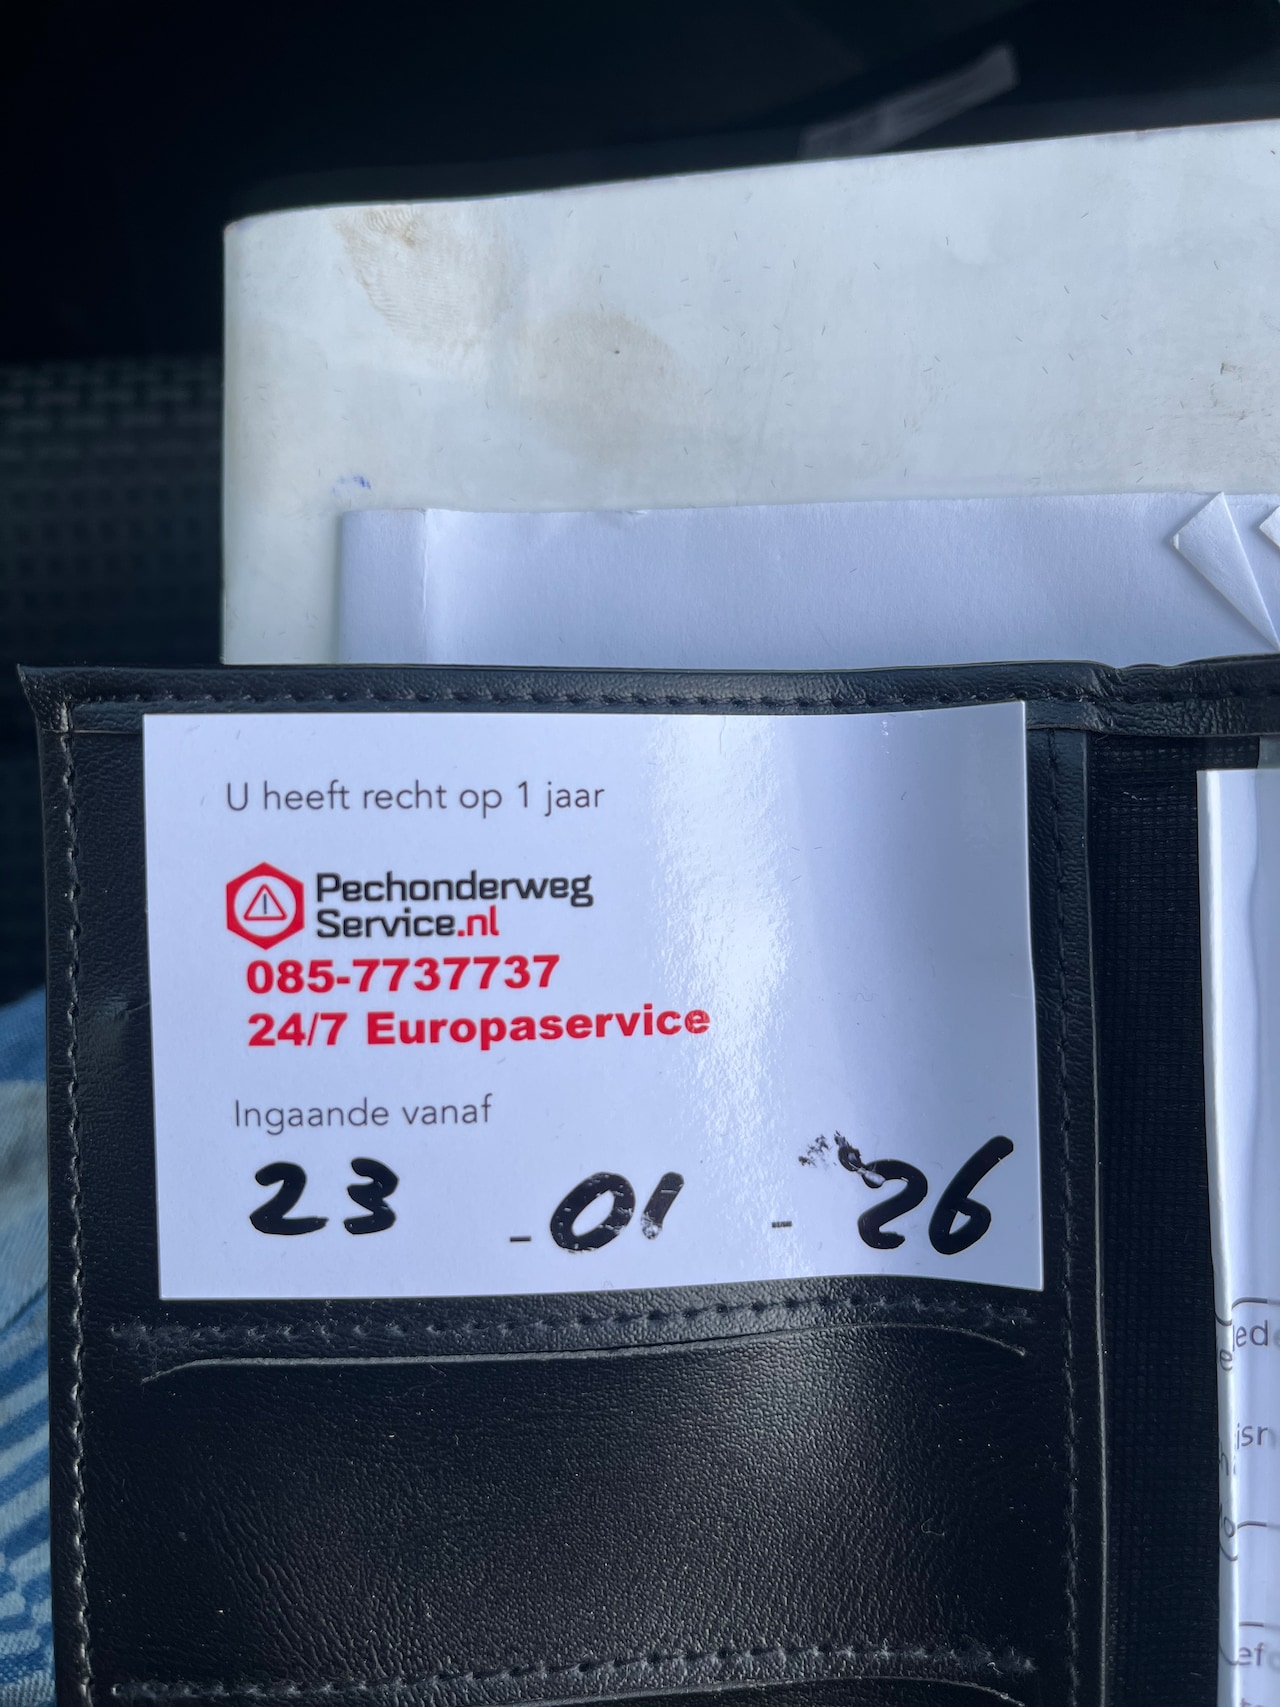 U heeft recht op 1 jaar
Pechonderweg
Service.nl
085-7737737
24/7 Europaservice
Ingaande vanaf
23 - 01 - 26